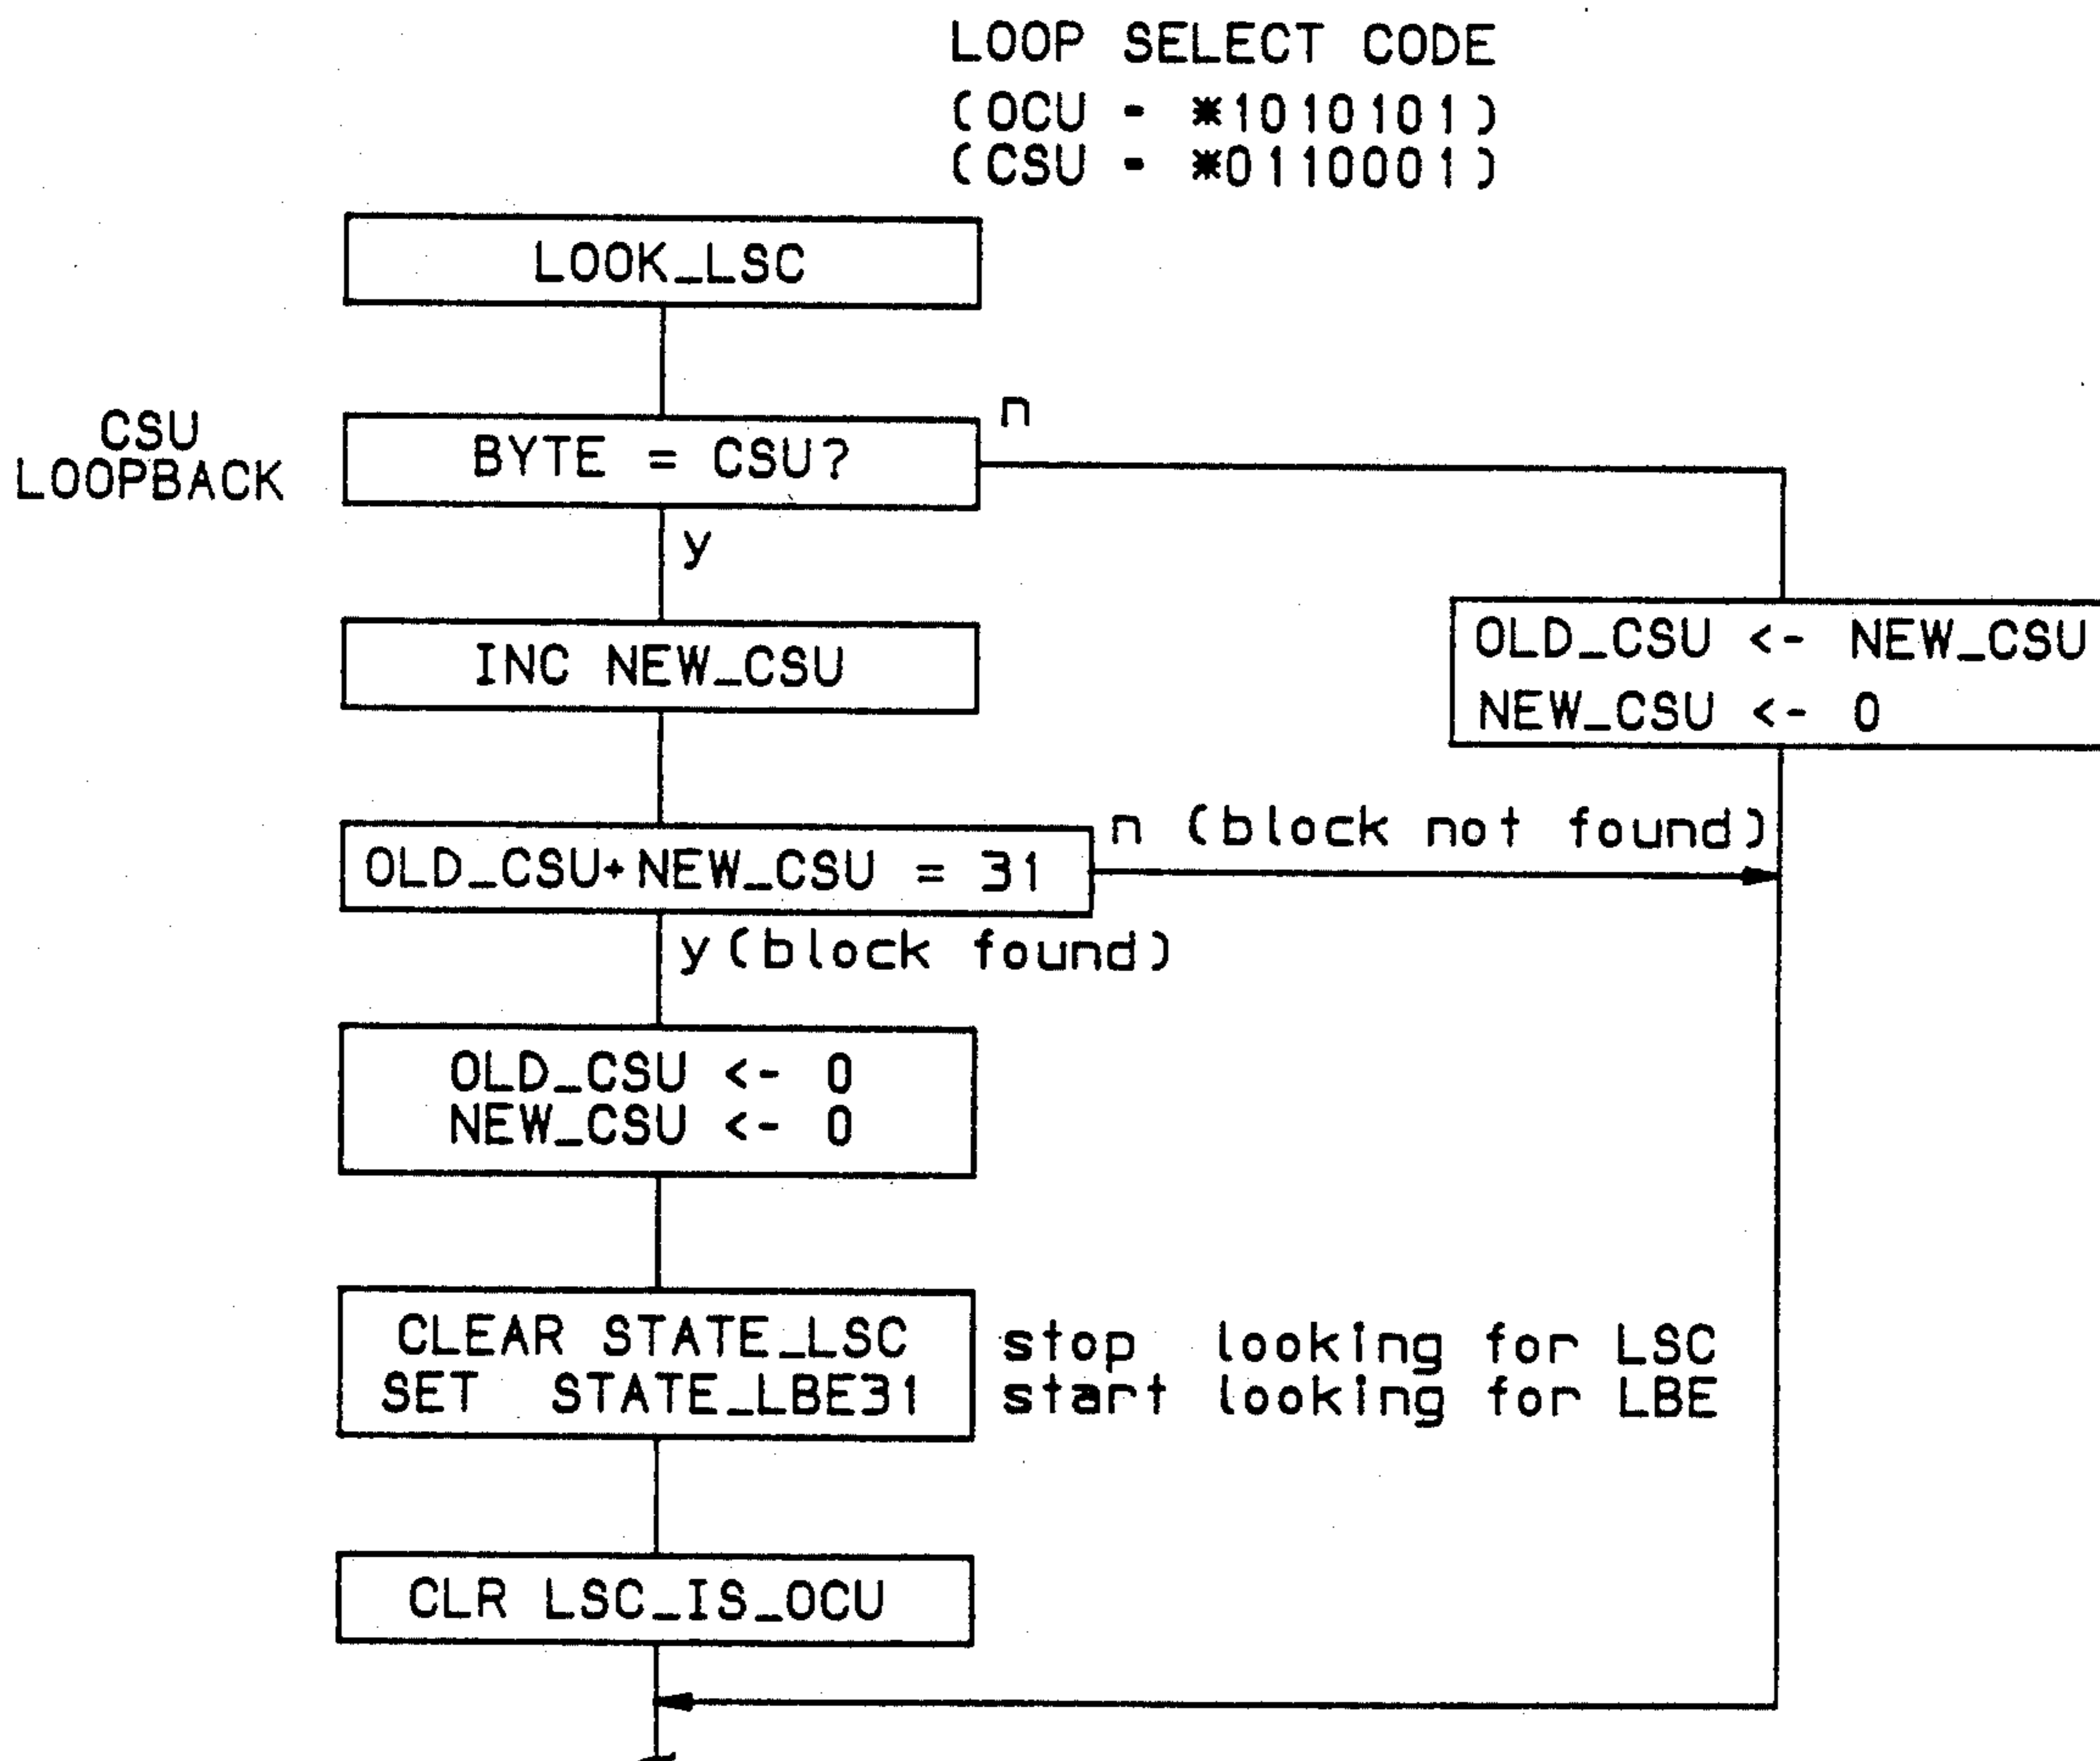 LOOP SELECT CODE
(OCU - *1010101)
(CSU - *0110001)
LOOK_LSC
CSU
LOOPBACK
BYTE = CSU?
n
y
INC NEW_CSU
OLD_CSU <- NEW_CSU
NEW_CSU <- 0
OLD_CSU+NEW_CSU = 31
n (block not found)
y(block found)
OLD_CSU <- 0
NEW_CSU <- 0
CLEAR STATE_LSC
SET STATE_LBE31
stop looking for LSC
start looking for LBE
CLR LSC_IS_OCU